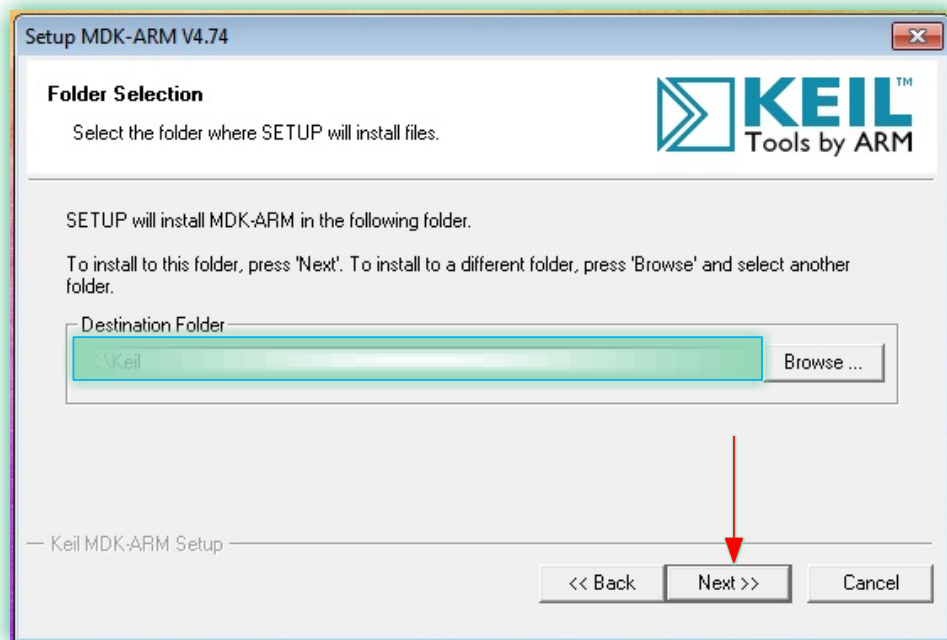 Setup MDK-ARM V4.74
Folder Selection
Select the folder where SETUP will install files.
KEIL™
Tools by ARM
SETUP will install MDK-ARM in the following folder.
To install to this folder, press 'Next'. To install to a different folder, press 'Browse' and select another
folder.
Destination Folder
:\Keil
Browse ...
Keil MDK-ARM Setup
<< Back
Next >>
Cancel